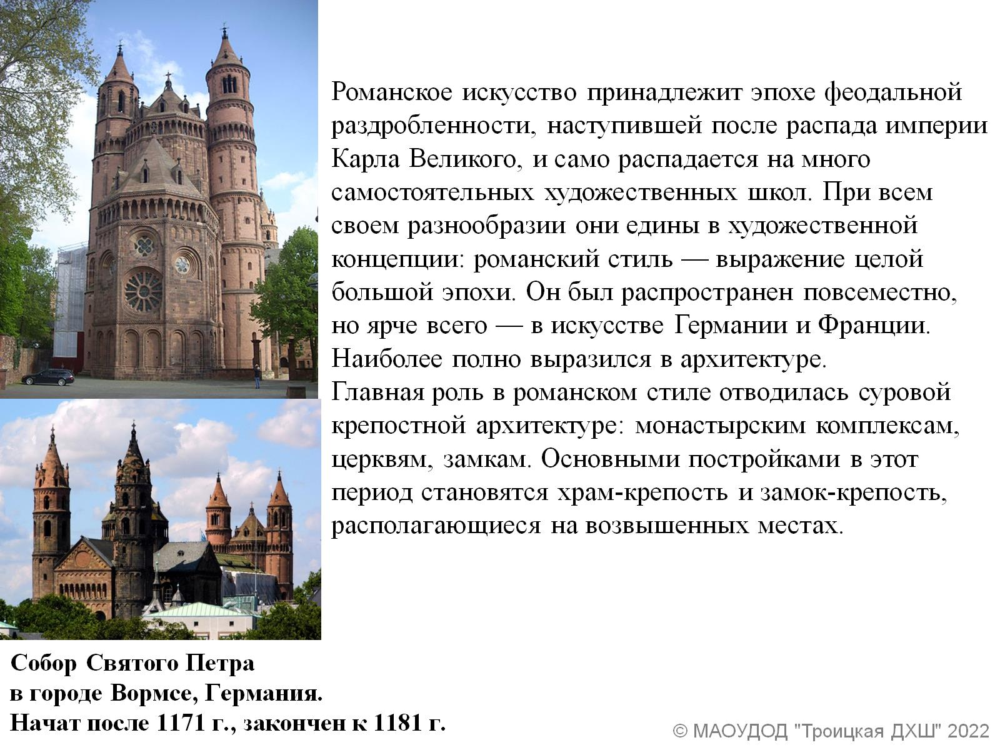 Романское искусство принадлежит эпохе феодальной
раздробленности, наступившей после распада империи
Карла Великого, и само распадается на много
самостоятельных художественных школ. При всем
своем разнообразии они едины в художественной
концепции: романский стиль — выражение целой
большой эпохи. Он был распространен повсеместно,
но ярче всего — в искусстве Германии и Франции.
Наиболее полно выразился в архитектуре.
Главная роль в романском стиле отводилась суровой
крепостной архитектуре: монастырским комплексам,
церквям, замкам. Основными постройками в этот
период становятся храм-крепость и замок-крепость,
располагающиеся на возвышенных местах.
Собор Святого Петра
в городе Вормсе, Германия.
Начат после 1171 г., закончен к 1181 г.
© МАОУДОД "Троицкая ДХШ" 2022